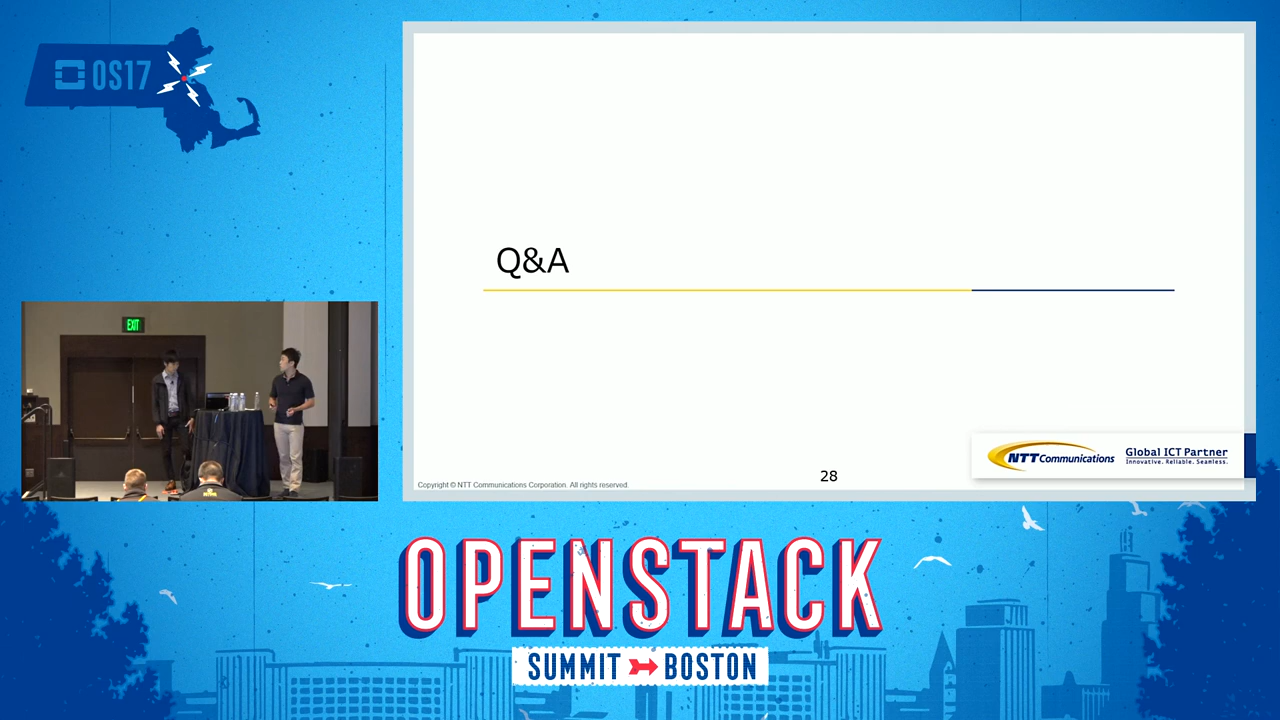 OS17
Q&A
EXIT
NTT Communications
Global ICT Partner
Innovative. Reliable. Seamless.
28
Copyright © NTT Communications Corporation. All rights reserved.
OPENSTACK
SUMMIT BOSTON